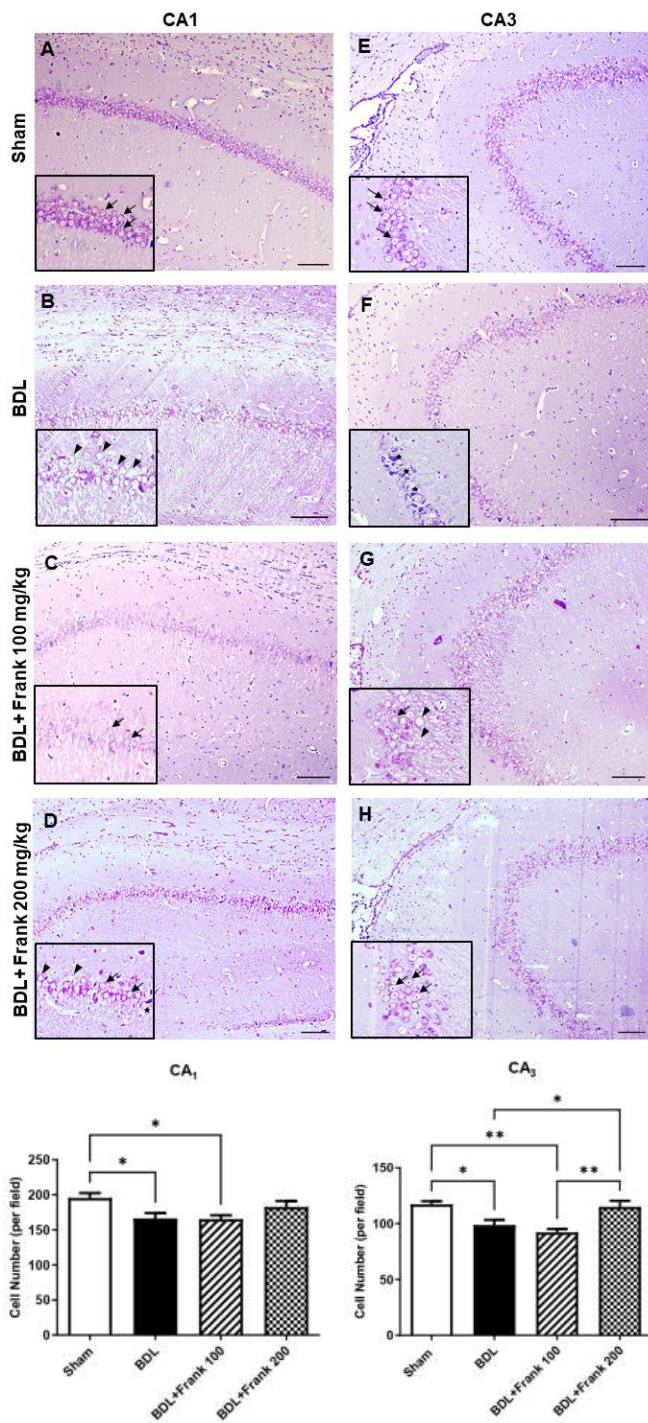 CA1
CA3
Sham
A
E
BDL
B
F
BDL+Frank 100 mg/kg
C
G
BDL+Frank 200 mg/kg
D
H
CA1
*
*
Cell Number (per field)
250
200
150
100
50
0
Sham
BDL
BDL+Frank 100
BDL+Frank 200
CA3
*
**
*
**
Cell Number (per field)
150
100
50
0
Sham
BDL
BDL+Frank 100
BDL+Frank 200